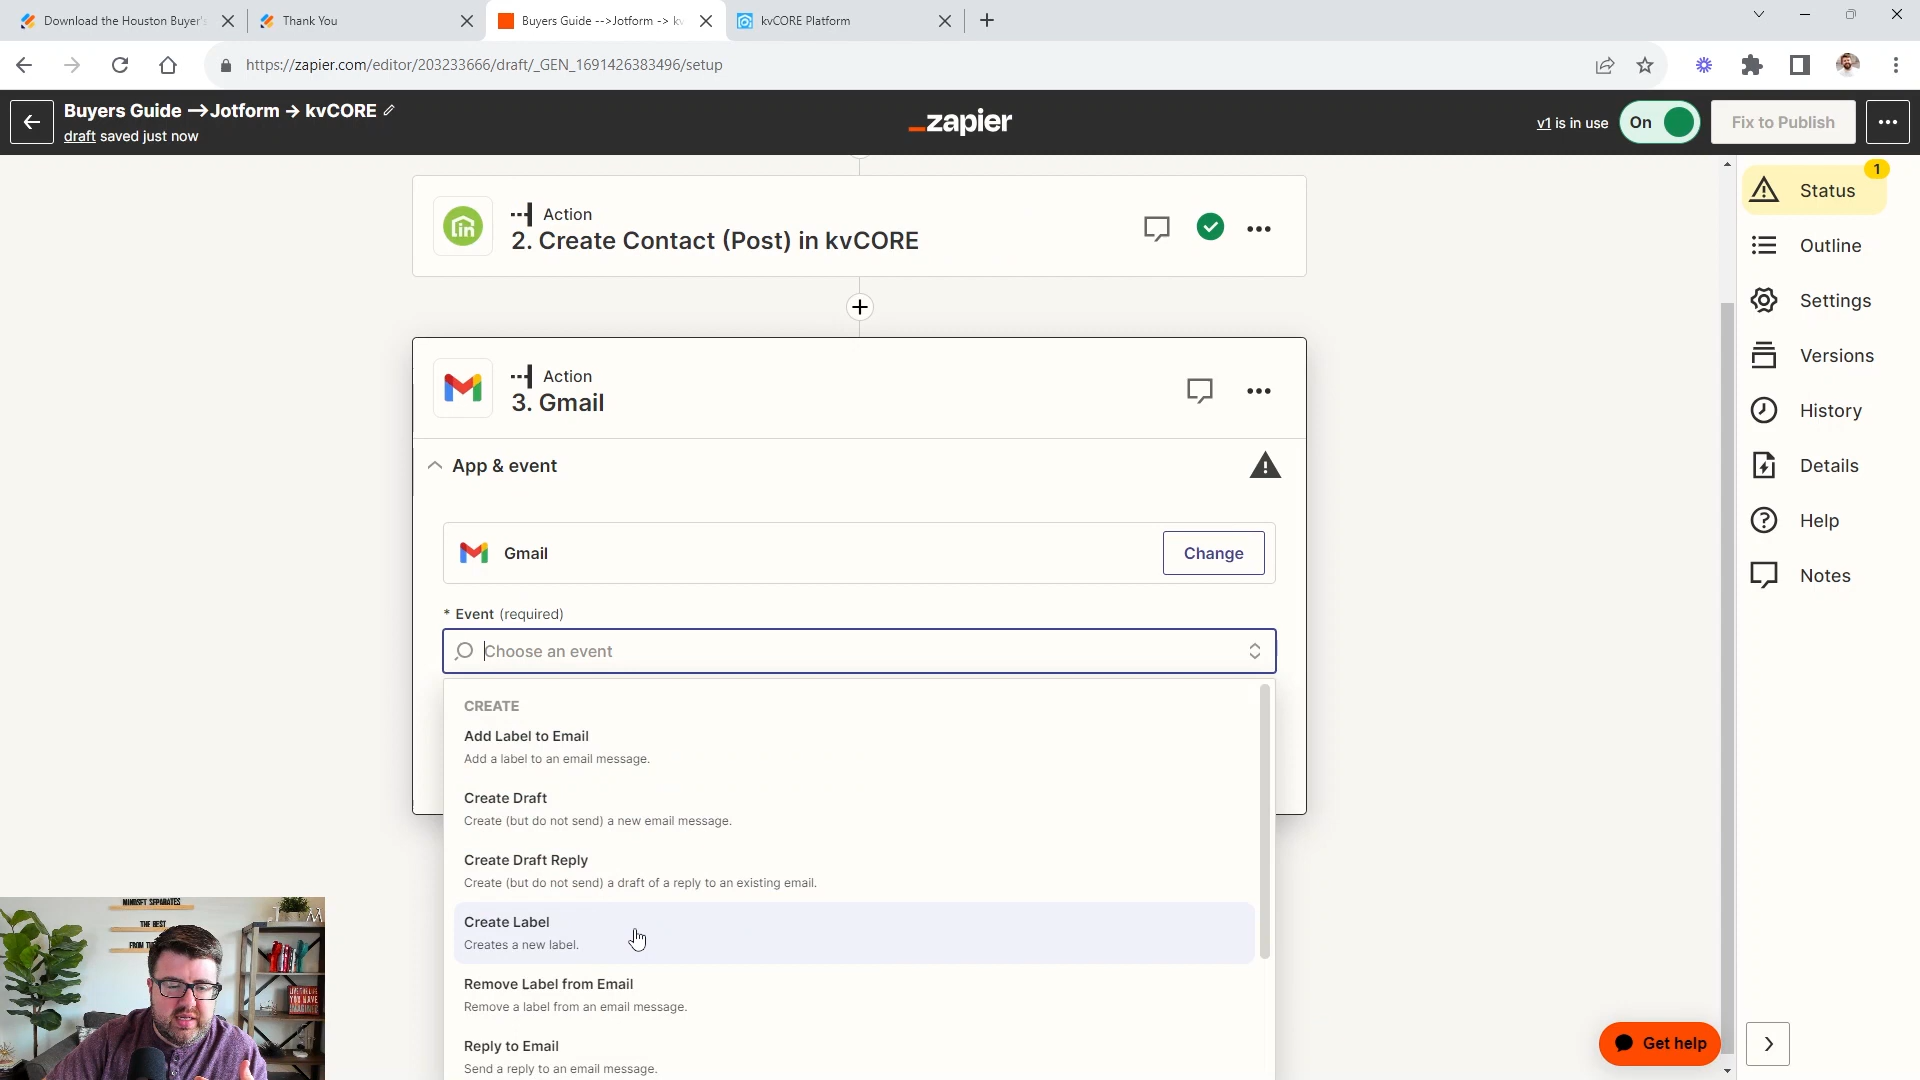 Download the Houston Buyer's
Thank You
Buyers Guide -->Jotform -> kv
kvCORE Platform
https://zapier.com/editor/203233666/draft/_GEN_1691426383496/setup
Buyers Guide -->Jotform -> kvCORE
draft saved just now
_zapier
v1 is in use
On
Fix to Publish
Action
2. Create Contact (Post) in kvCORE
1
Status
Outline
Settings
Versions
History
Details
Help
Notes
Action
3. Gmail
App & event
Gmail
Change
* Event (required)
Choose an event
CREATE
Add Label to Email
Add a label to an email message.
Create Draft
Create (but do not send) a new email message.
Create Draft Reply
Create (but do not send) a draft of a reply to an existing email.
Create Label
Creates a new label.
Remove Label from Email
Remove a label from an email message.
Reply to Email
Send a reply to an email message.
Get help
MINDSET SEPARATES
THE BEST